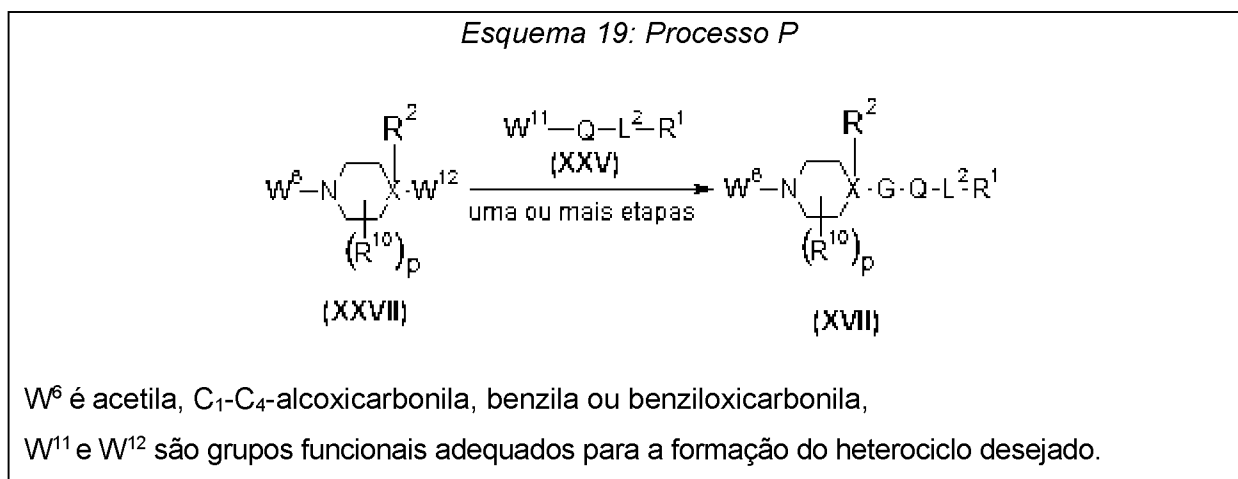 Esquema 19: Processo P
R²
W¹¹—Q—L²—R¹
(XXV)
W⁶—N X—W¹²
uma ou mais etapas
(R¹⁰)p
(XXVII)
R²
W⁶—N X—G—Q—L²—R¹
(R¹⁰)p
(XVII)
W⁶ é acetila, C₁-C₄-alcoxicarbonila, benzila ou benziloxicarbonila,
W¹¹ e W¹² são grupos funcionais adequados para a formação do heterociclo desejado.